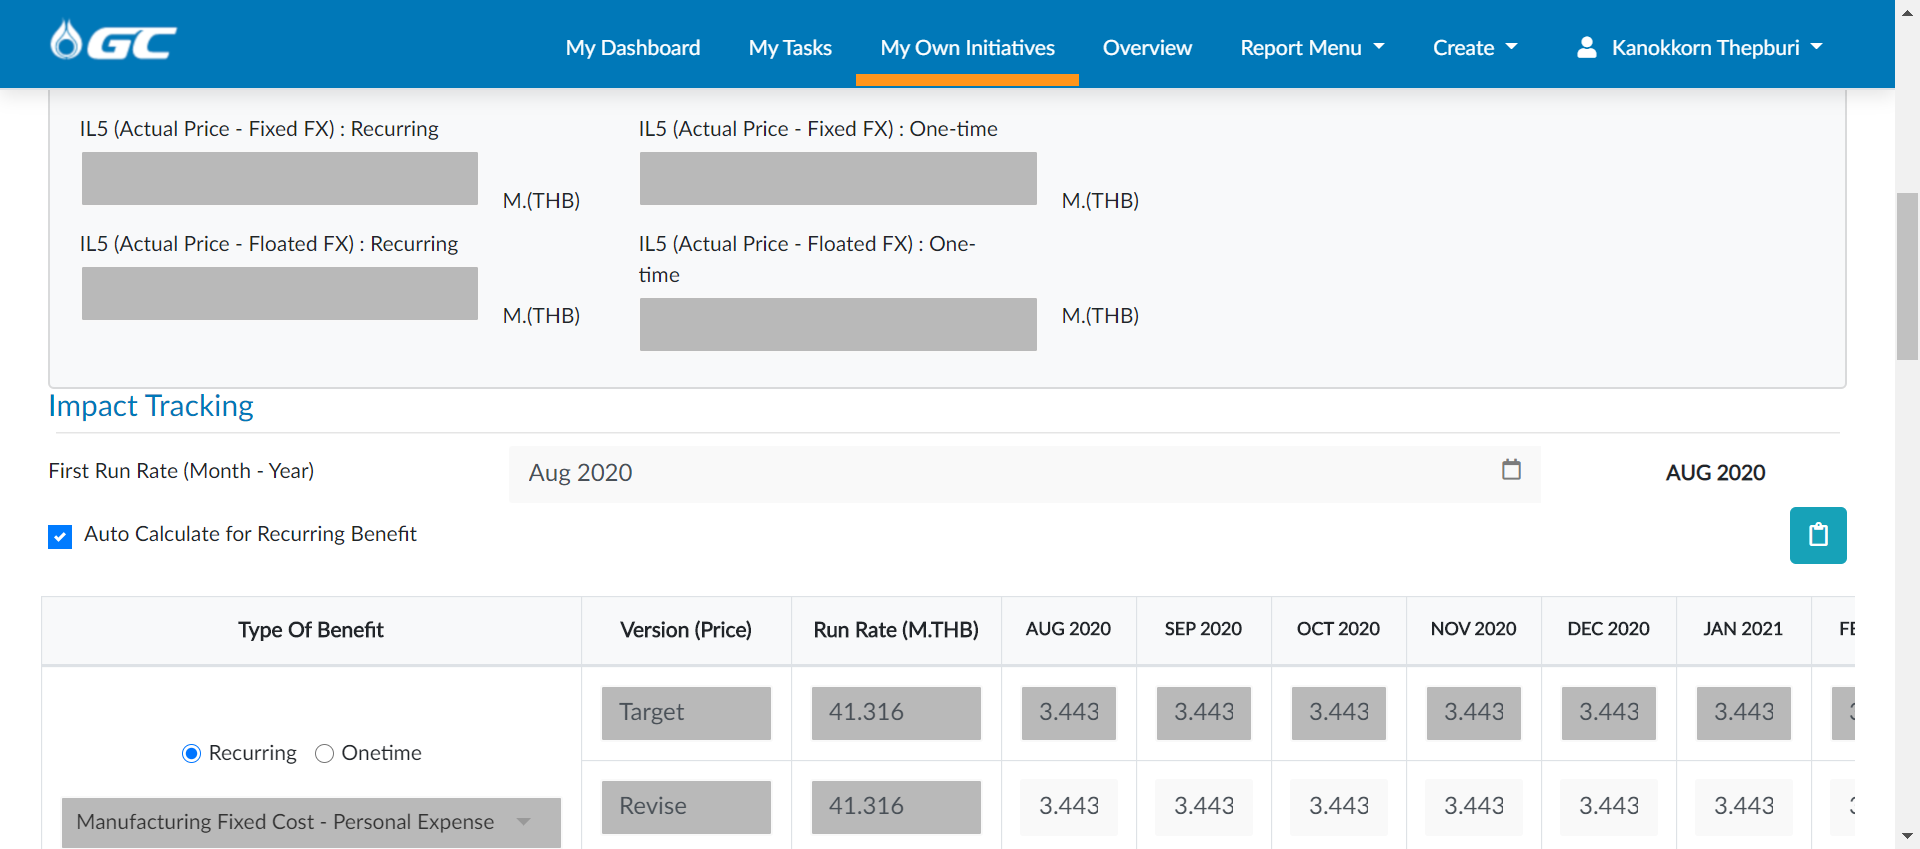 GC
My Dashboard My Tasks My Own Initiatives Overview Report Menu Create Kanokkorn Thepburi
IL5 (Actual Price - Fixed FX) : Recurring
M.(THB)
IL5 (Actual Price - Fixed FX) : One-time
M.(THB)
IL5 (Actual Price - Floated FX) : Recurring
M.(THB)
IL5 (Actual Price - Floated FX) : One-
time
M.(THB)
Impact Tracking
First Run Rate (Month - Year) Aug 2020 AUG 2020
Auto Calculate for Recurring Benefit
Type Of Benefit Version (Price) Run Rate (M.THB) AUG 2020 SEP 2020 OCT 2020 NOV 2020 DEC 2020 JAN 2021
Target 41.316 3.443 3.443 3.443 3.443 3.443 3.443
Recurring Onetime
Revise 41.316 3.443 3.443 3.443 3.443 3.443 3.443
Manufacturing Fixed Cost - Personal Expense